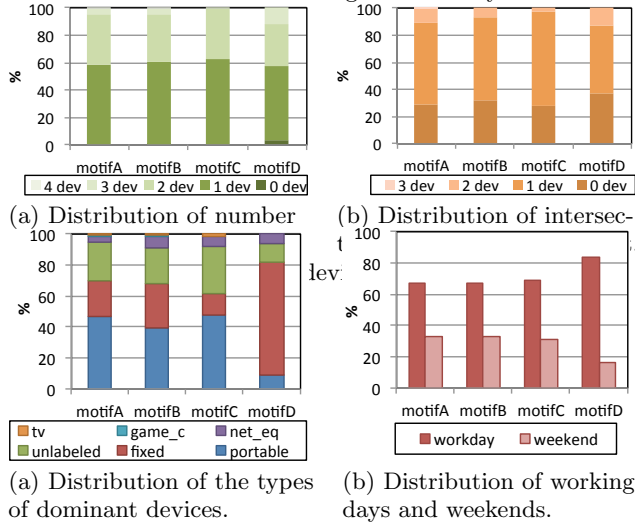 100
80
60
40
20
0
%
motifA motifB motifC motifD
4 dev 3 dev 2 dev 1 dev 0 dev
(a) Distribution of number
100
80
60
40
20
0
%
motifA motifB motifC motifD
3 dev 2 dev 1 dev 0 dev
(b) Distribution of intersec-
100
80
60
40
20
0
%
motifA motifB motifC motifD
tv game_c net_eq
unlabeled fixed portable
(a) Distribution of the types
of dominant devices.
100
80
60
40
20
0
%
motifA motifB motifC motifD
workday weekend
(b) Distribution of working
days and weekends.